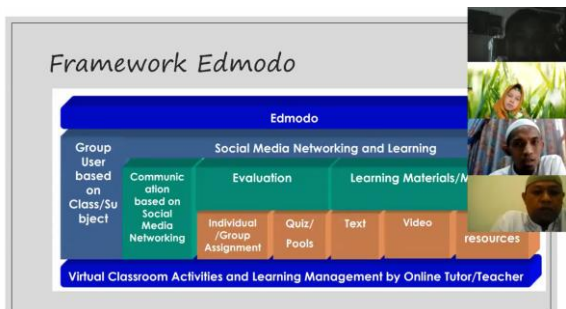 Framework Edmodo
Edmodo
Group
User
based
on
Class/Su
bject
Social Media Networking and Learning
Communic
ation
based on
Social
Media
Networking
Evaluation
Learning Materials/M
Individual
/Group
Assignment
Quiz/
Pools
Text
Video
resources
Virtual Classroom Activities and Learning Management by Online Tutor/Teacher